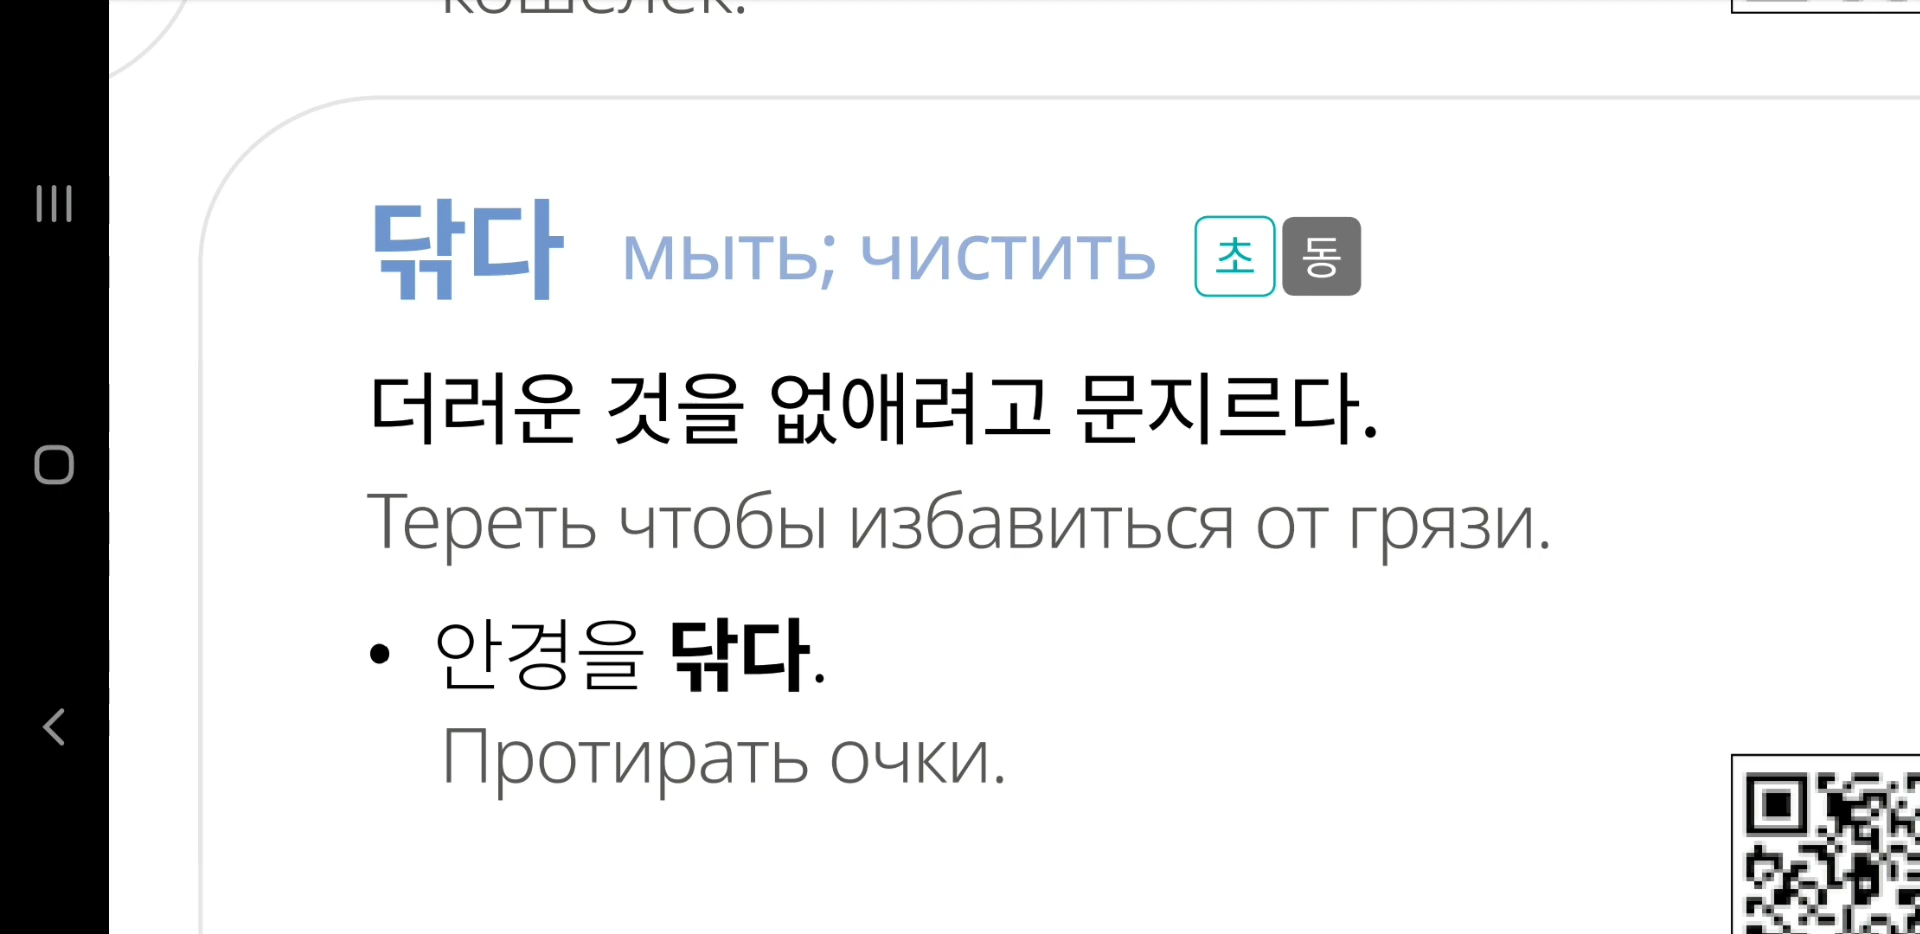 кошелек.
닦다 мыть; чистить 초 동
더러운 것을 없애려고 문지르다.
Тереть чтобы избавиться от грязи.
• 안경을 닦다.
Протирать очки.